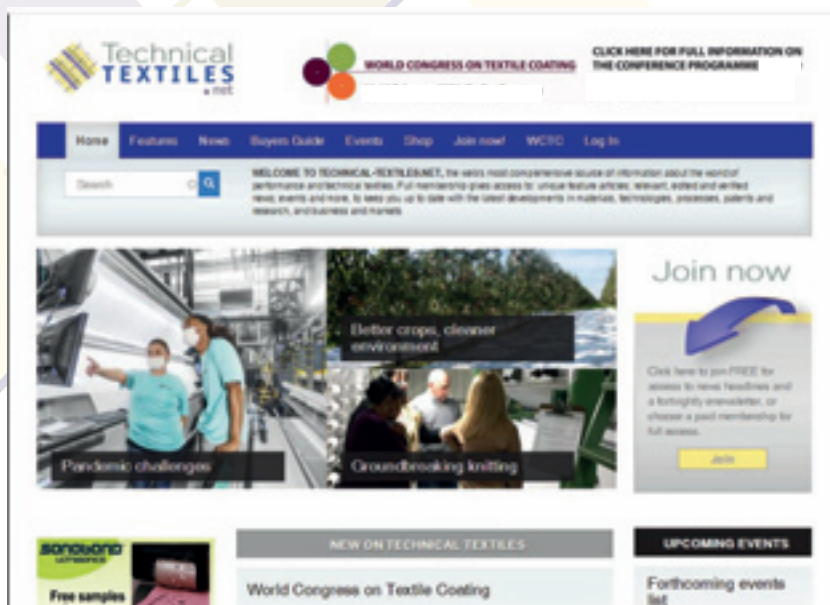 Technical
TEXTILES
.net
WORLD CONGRESS ON TEXTILE COATING
CLICK HERE FOR FULL INFORMATION ON
THE CONFERENCE PROGRAMME
Home Features News Buyers Guide Events Shop Join now! WCTC Log In
Search
WELCOME TO TECHNICAL-TEXTILES.NET, the web's most comprehensive source of information about the world of
performance and technical textiles. Full membership gives access to: unique feature articles; relevant, edited and verified
news; events and more, to keep you up to date with the latest developments in materials, technologies, processes, patents and
research, and business and markets
Pandemic challenges
Better crops, cleaner
environment
Groundbreaking knitting
Join now
Click here to join FREE for
access to news headlines and
a fortnightly enewsletter, or
choose a paid membership for
full access.
Join
SONOBOND
ULTRASONICS
Free samples
NEW ON TECHNICAL TEXTILES
World Congress on Textile Coating
UPCOMING EVENTS
Forthcoming events
list